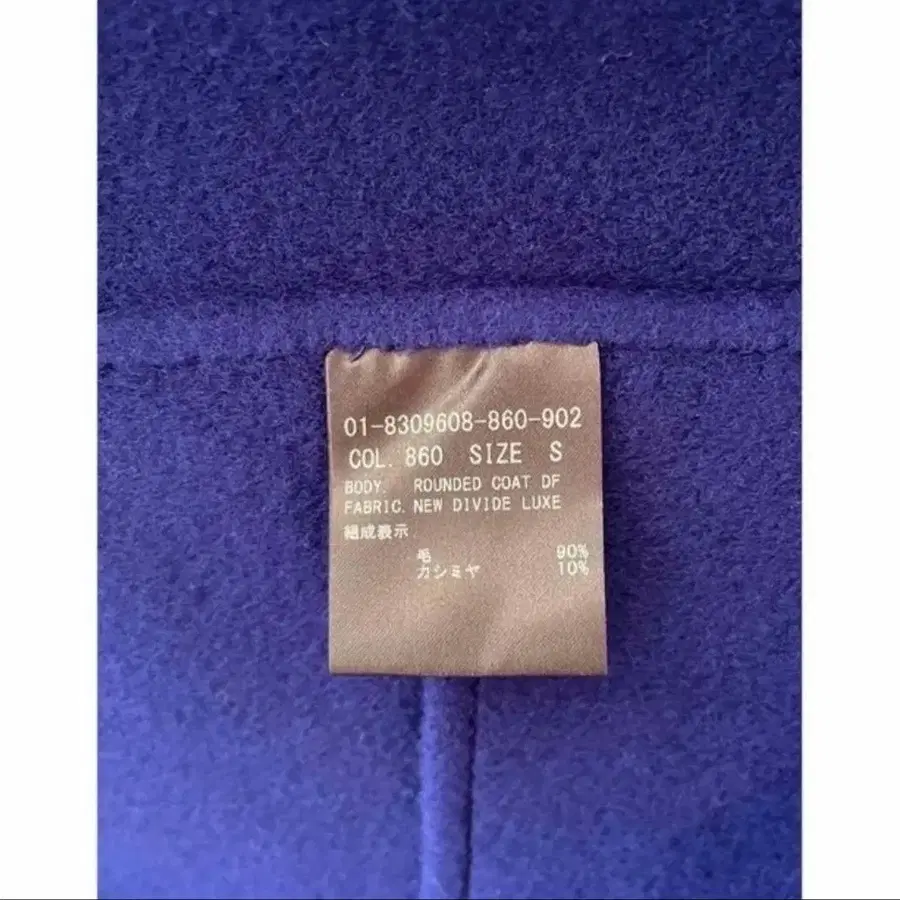 01-8309608-860-902
COL. 860 SIZE S
BODY. ROUNDED COAT DF
FABRIC. NEW DIVIDE LUXE
組成表示
毛 90%
カシミヤ 10%